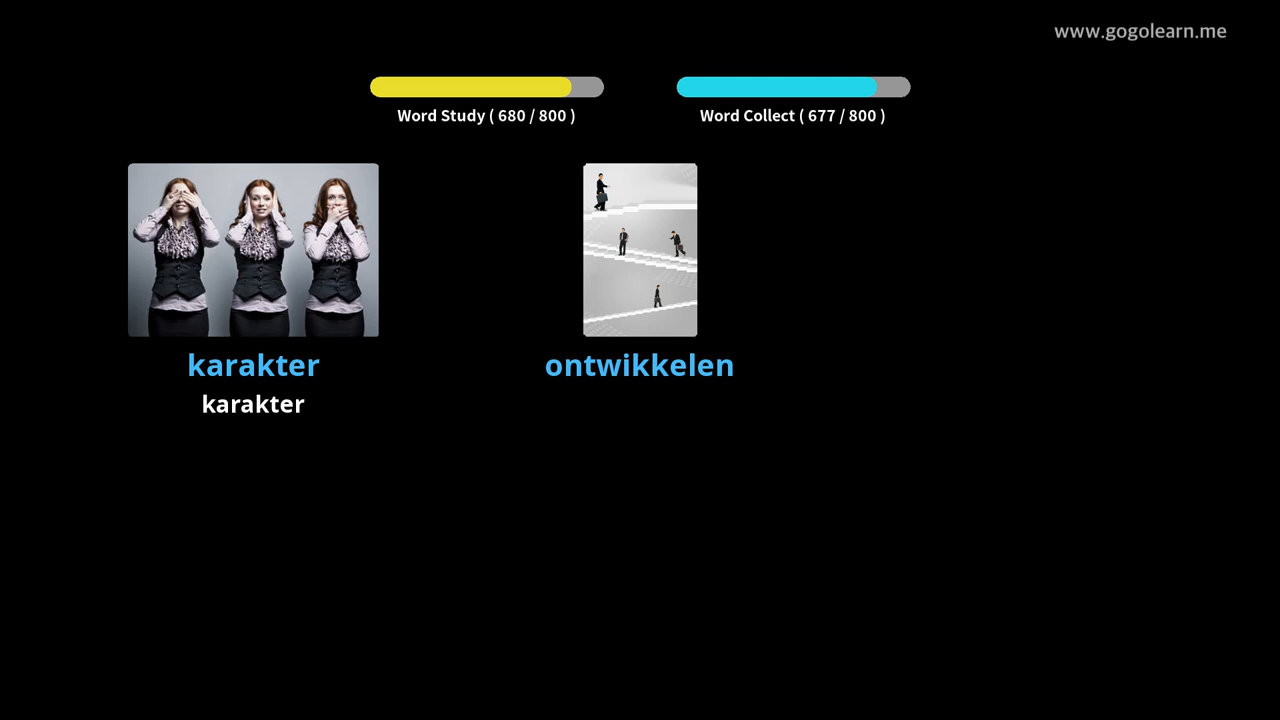 www.gogolearn.me
Word Study ( 680 / 800 )
Word Collect ( 677 / 800 )
karakter
karakter
ontwikkelen